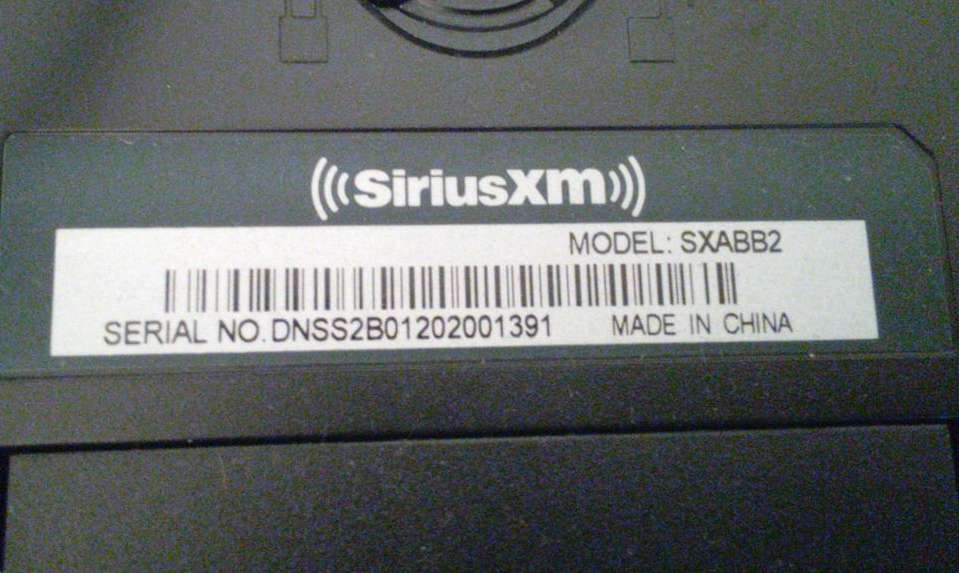 SiriusXM
MODEL: SXABB2
SERIAL NO. DNSS2B01202001391 MADE IN CHINA